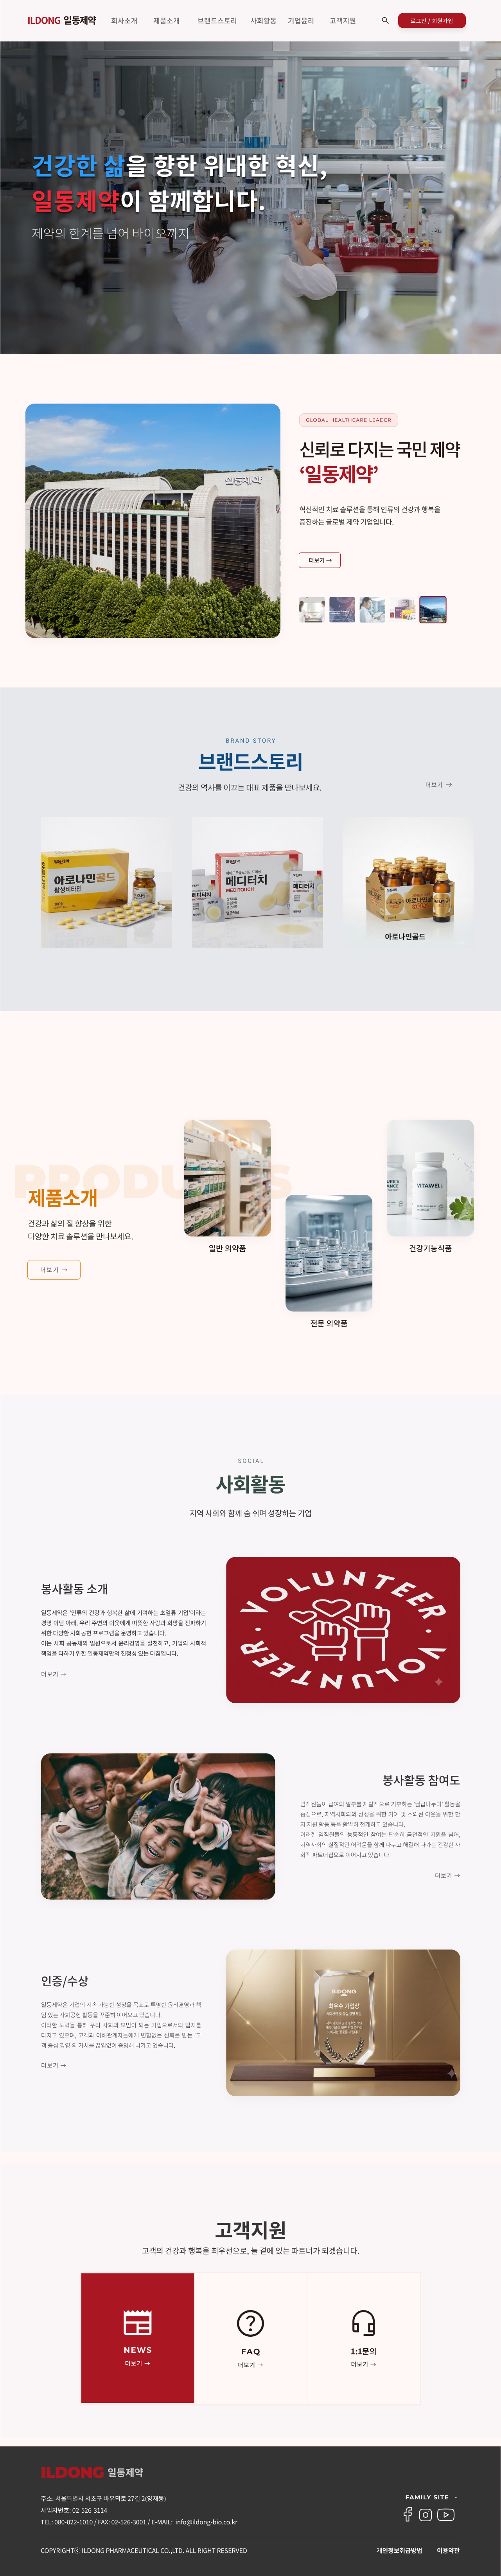 ILDONG 일동제약
회사소개 제품소개 브랜드스토리 사회활동 기업윤리 고객지원
로그인 / 회원가입
건강한 삶을 향한 위대한 혁신,
일동제약이 함께합니다.
제약의 한계를 넘어 바이오까지
일동제약
GLOBAL HEALTHCARE LEADER
신뢰로 다지는 국민 제약
‘일동제약’
혁신적인 치료 솔루션을 통해 인류의 건강과 행복을
증진하는 글로벌 제약 기업입니다.
더보기 →
BRAND STORY
브랜드스토리
건강의 역사를 이끄는 대표 제품을 만나보세요.
더보기 →
아로나민골드
활성비타민
메디터치
MEDITOUCH
아로나민골드
PRODUCTS
제품소개
건강과 삶의 질 향상을 위한
다양한 치료 솔루션을 만나보세요.
더보기 →
일반 의약품
전문 의약품
VITAWELL
건강기능식품
SOCIAL
사회활동
지역 사회와 함께 숨 쉬며 성장하는 기업
봉사활동 소개
일동제약은 '인류의 건강과 행복한 삶에 기여하는 초일류 기업'이라는
경영 이념 아래, 우리 주변의 이웃에게 따뜻한 사랑과 희망을 전파하기
위한 다양한 사회공헌 프로그램을 운영하고 있습니다.
이는 사회 공동체의 일원으로서 윤리경영을 실천하고, 기업의 사회적
책임을 다하기 위한 일동제약만의 진정성 있는 다짐입니다.
더보기 →
VOLUNTEER
VOLUNTEER
봉사활동 참여도
임직원들이 급여의 일부를 자발적으로 기부하는 '월급나누미' 활동을
중심으로, 지역사회와의 상생을 위한 기여 및 소외된 이웃을 위한 환
자 지원 활동 등을 활발히 전개하고 있습니다.
이러한 임직원들의 능동적인 참여는 단순히 금전적인 지원을 넘어,
지역사회의 실질적인 어려움을 함께 나누고 해결해 나가는 건강한 사
회적 파트너십으로 이어지고 있습니다.
더보기 →
인증/수상
일동제약은 기업의 지속 가능한 성장을 목표로 투명한 윤리경영과 책
임 있는 사회공헌 활동을 꾸준히 이어오고 있습니다.
이러한 노력을 통해 우리 사회의 모범이 되는 기업으로서의 입지를
다지고 있으며, 고객과 이해관계자들에게 변함없는 신뢰를 받는 '고
객 중심 경영'의 가치를 끊임없이 증명해 나가고 있습니다.
더보기 →
ILDONG
최우수 기업상
고객지원
고객의 건강과 행복을 최우선으로, 늘 곁에 있는 파트너가 되겠습니다.
NEWS
더보기 →
FAQ
더보기 →
1:1문의
더보기 →
ILDONG 일동제약
주소: 서울특별시 서초구 바우뫼로 27길 2(양재동)
사업자번호: 02-526-3114
TEL: 080-022-1010 / FAX: 02-526-3001 / E-MAIL: info@ildong-bio.co.kr
FAMILY SITE
COPYRIGHTⓒ ILDONG PHARMACEUTICAL CO.,LTD. ALL RIGHT RESERVED
개인정보취급방법 이용약관